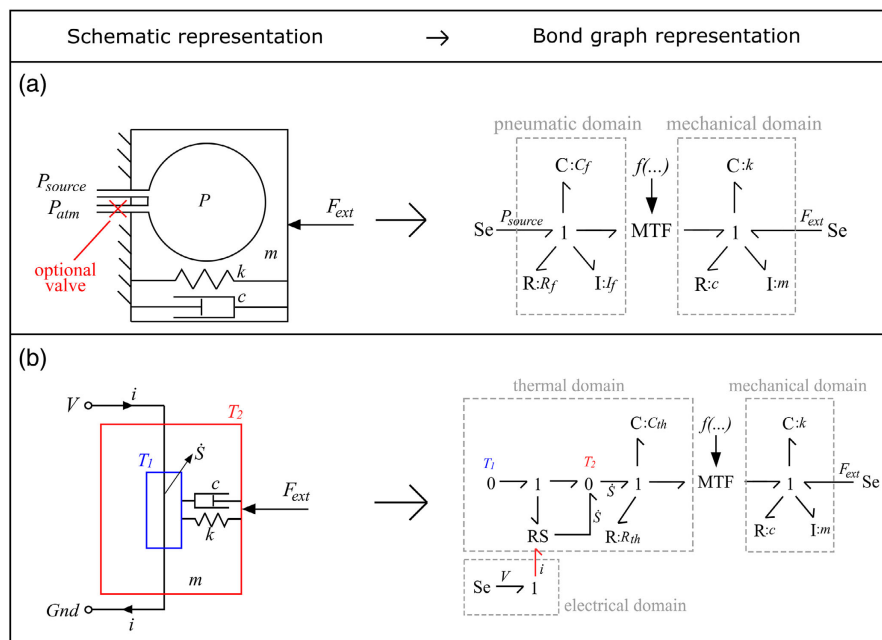 Schematic representation → Bond graph representation
(a)
pneumatic domain mechanical domain
P_source
P_atm
P
optional
valve
F_ext
m
k
c
C:C_f f(...) C:k
Se P_source 1 MTF 1 F_ext Se
R:R_f I:I_f R:c I:m
(b)
V i
T_2
T_1 Ṡ
c
F_ext
k
m
Gnd
i
thermal domain mechanical domain
C:C_th f(...) C:k
T_1 T_2
0 1 0 Ṡ 1 MTF 1 F_ext Se
Ṡ
RS R:R_th R:c I:m
i
Se V 1
electrical domain